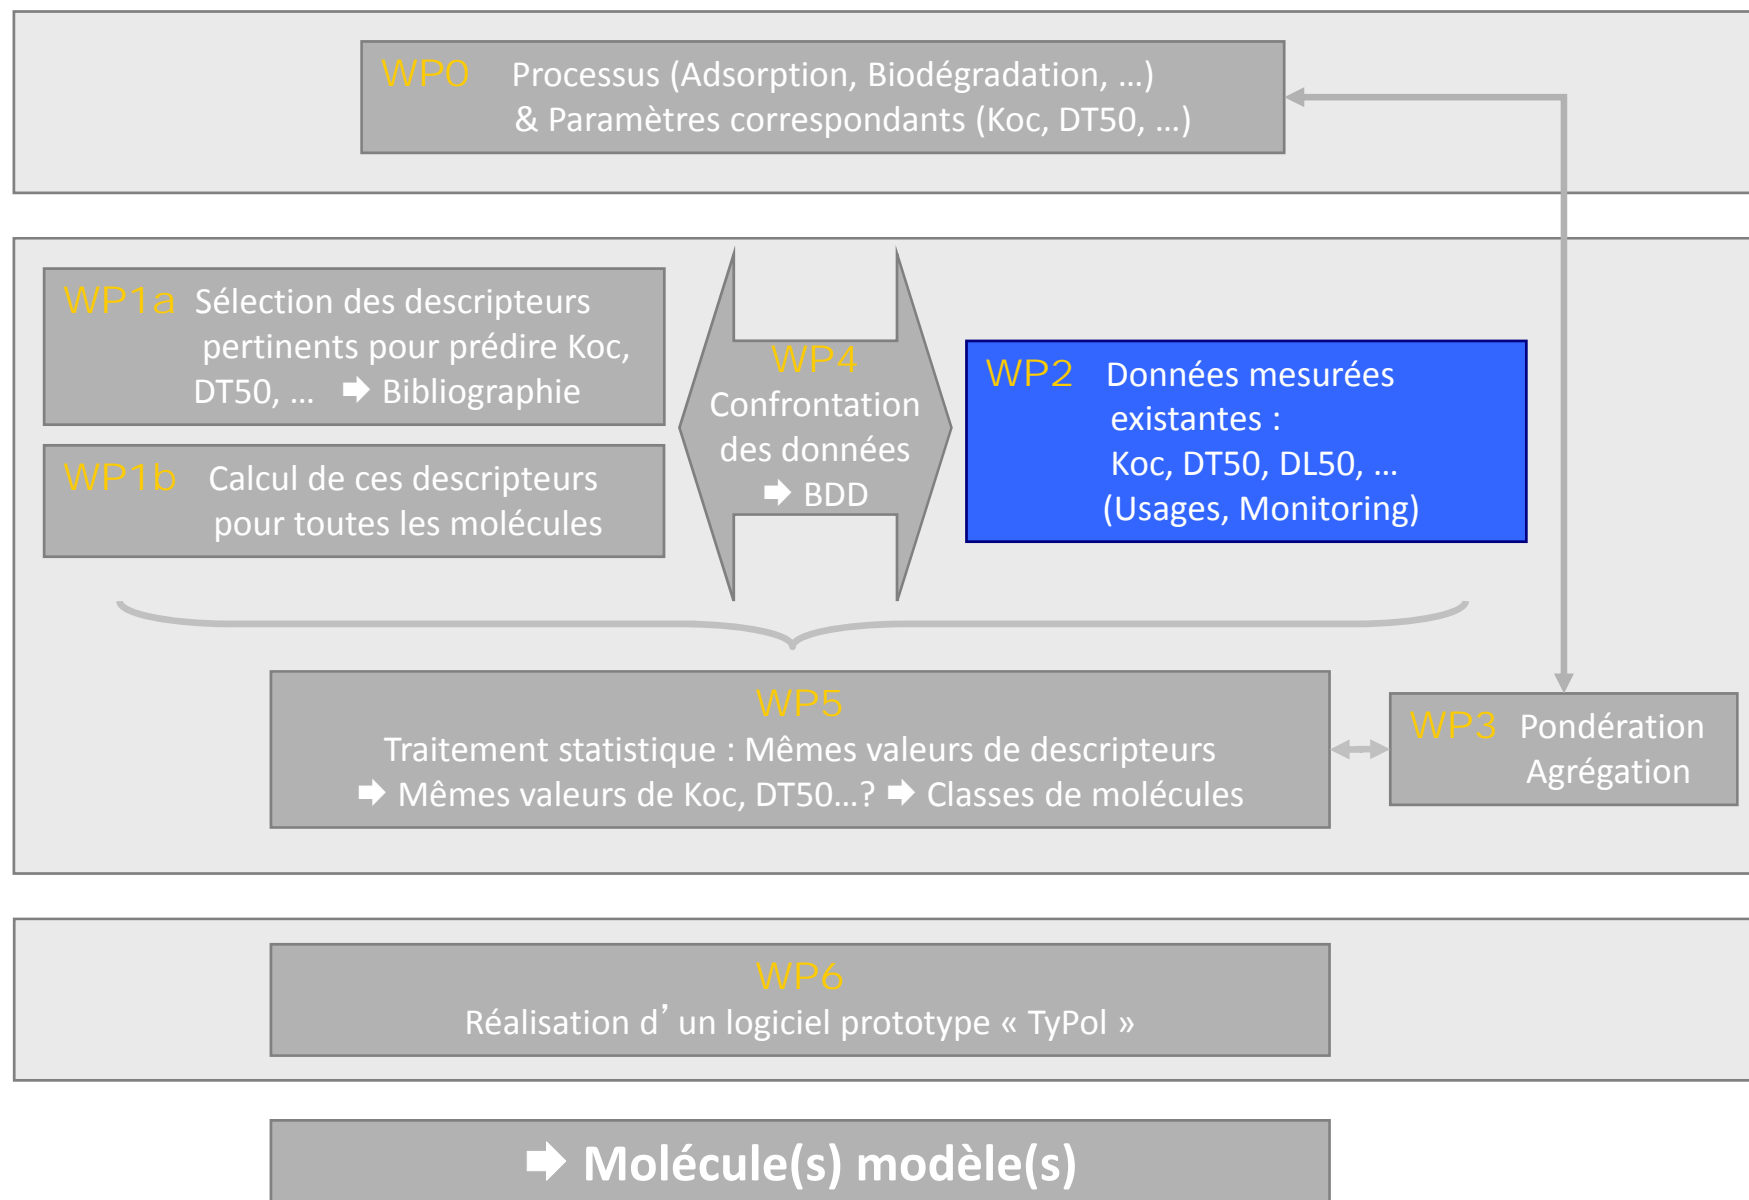 WP0 Processus (Adsorption, Biodégradation, ...)
& Paramètres correspondants (Koc, DT50, ...)
WP1a Sélection des descripteurs
pertinents pour prédire Koc,
DT50, ... ➡ Bibliographie
WP1b Calcul de ces descripteurs
pour toutes les molécules
WP4
Confrontation
des données
➡ BDD
WP2 Données mesurées
existantes :
Koc, DT50, DL50, ...
(Usages, Monitoring)
WP5
Traitement statistique : Mêmes valeurs de descripteurs
➡ Mêmes valeurs de Koc, DT50...? ➡ Classes de molécules
WP3 Pondération
Agrégation
WP6
Réalisation d’un logiciel prototype « TyPol »
➡ Molécule(s) modèle(s)